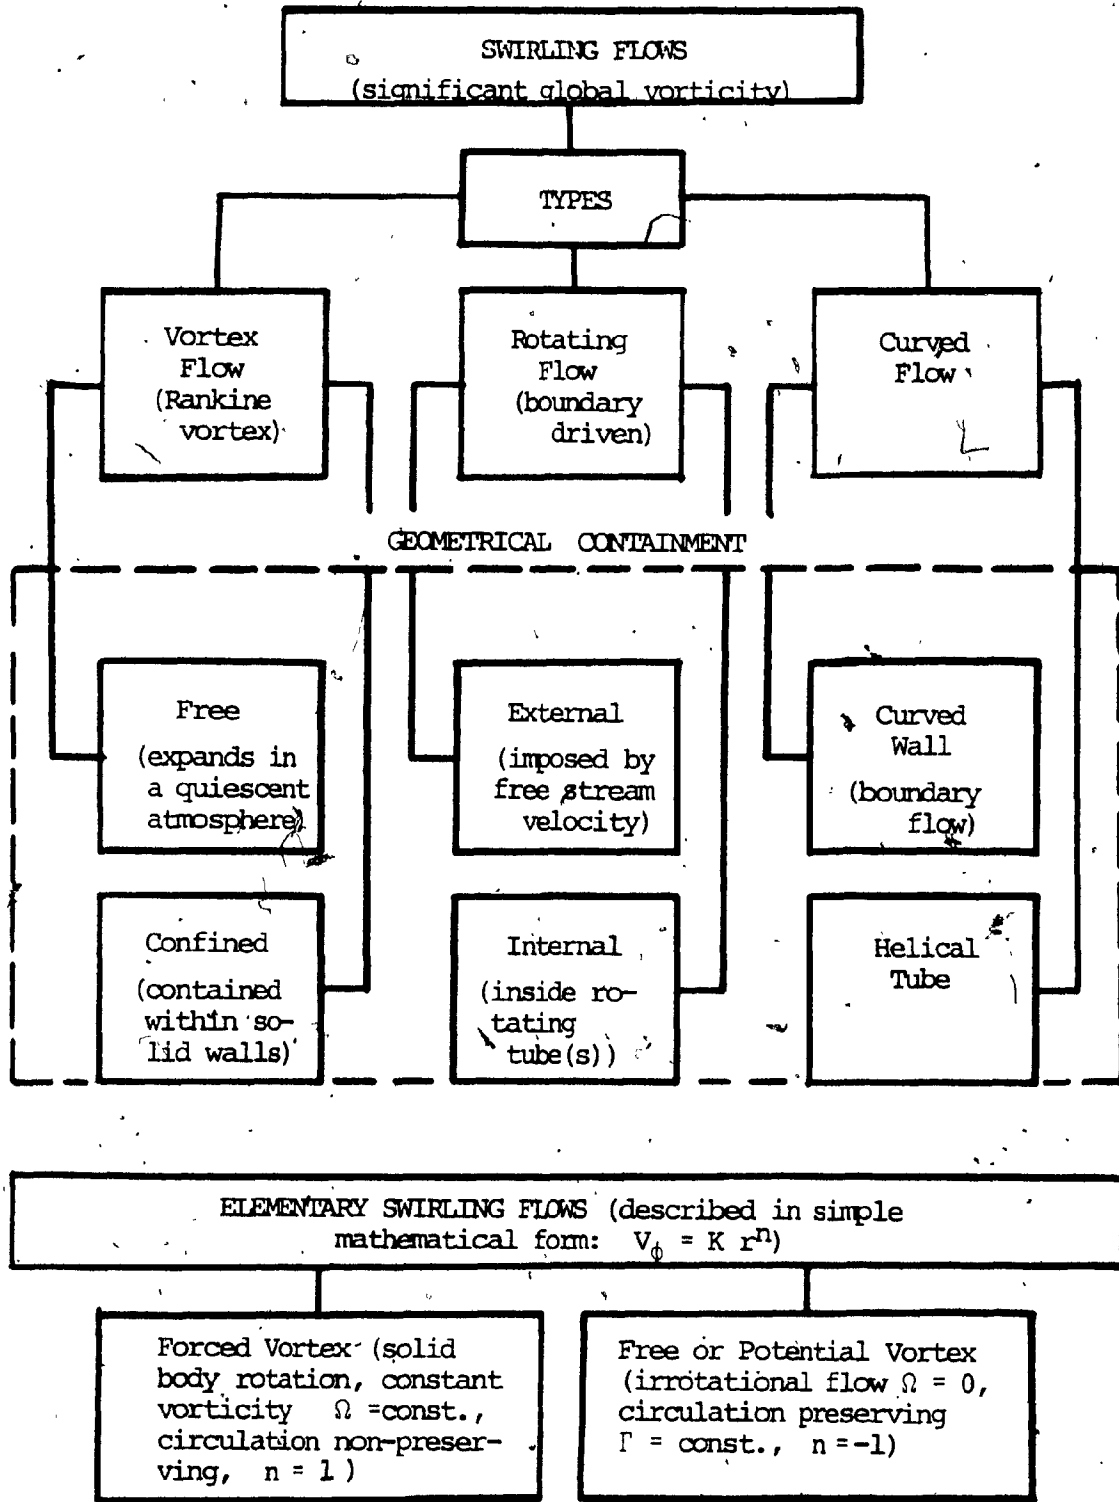 SWIRLING FLOWS
(significant global vorticity)
TYPES
Vortex
Flow
(Rankine
vortex)
Rotating
Flow
(boundary
driven)
Curved
Flow
GEOMETRICAL CONTAINMENT
Free
(expands in
a quiescent
atmosphere)
External
(imposed by
free stream
velocity)
Curved
Wall
(boundary
flow)
Confined
(contained
within so-
lid walls)
Internal
(inside ro-
tating
tube(s))
Helical
Tube
ELEMENTARY SWIRLING FLOWS (described in simple
mathematical form: V_ϕ = K r^n)
Forced Vortex (solid
body rotation, constant
vorticity Ω =const.,
circulation non-preser-
ving, n = 1 )
Free or Potential Vortex
(irrotational flow Ω = 0,
circulation preserving
Γ = const., n =-1)